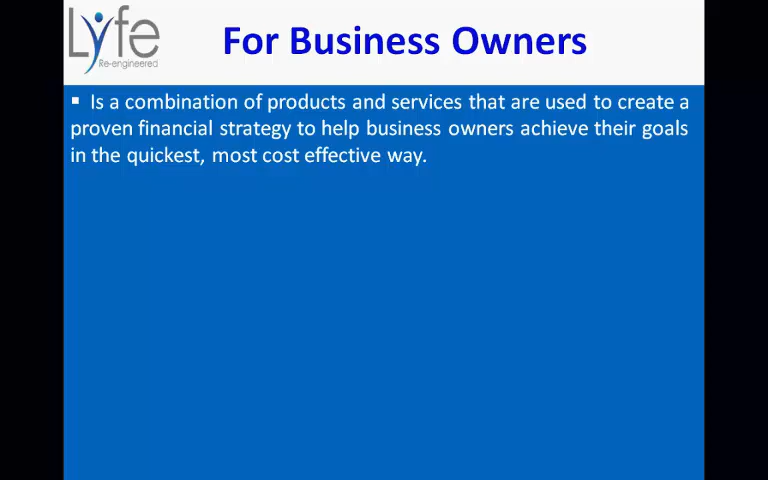 Lyfe
Re-engineered
For Business Owners
▪ Is a combination of products and services that are used to create a
proven financial strategy to help business owners achieve their goals
in the quickest, most cost effective way.